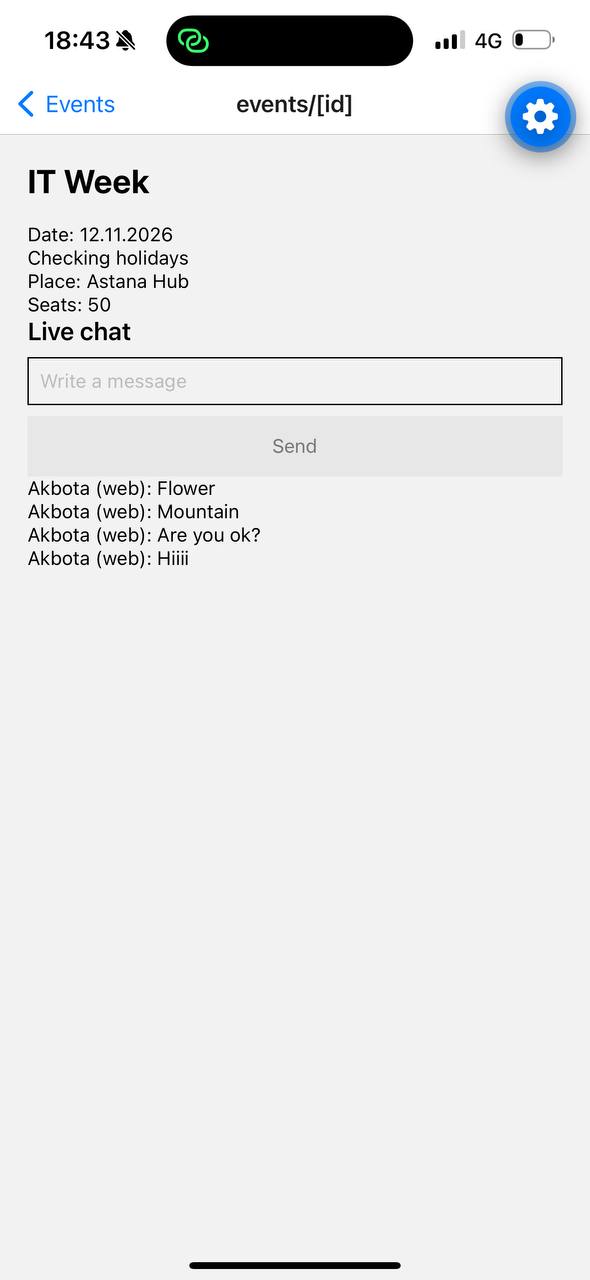 18:43
4G
Events
events/[id]
IT Week
Date: 12.11.2026
Checking holidays
Place: Astana Hub
Seats: 50
Live chat
Write a message
Send
Akbota (web): Flower
Akbota (web): Mountain
Akbota (web): Are you ok?
Akbota (web): Hiiii